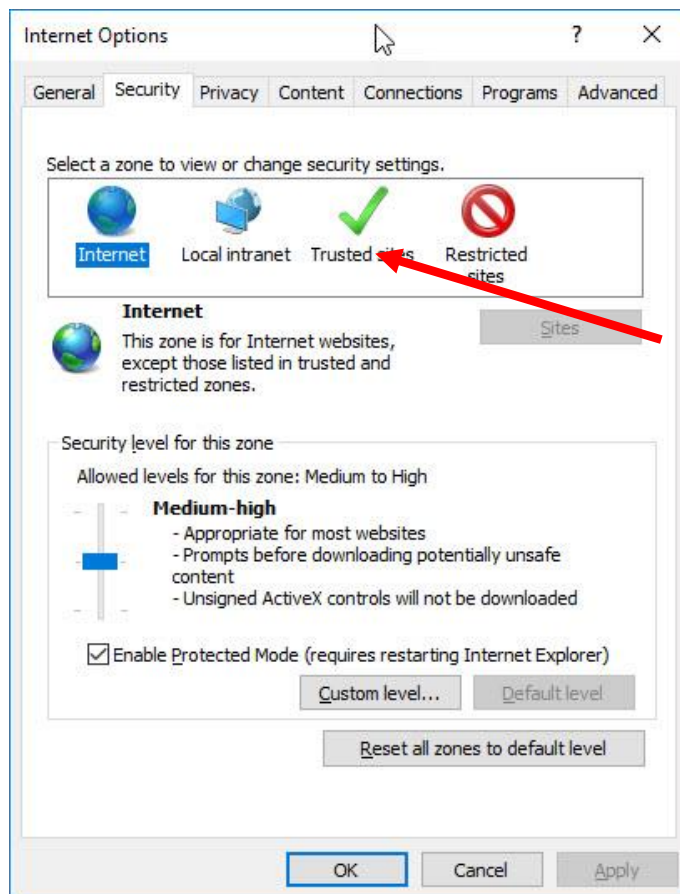 Internet Options ? X
General Security Privacy Content Connections Programs Advanced
Select a zone to view or change security settings.
Internet Local intranet Trusted sites Restricted sites
Internet
This zone is for Internet websites,
except those listed in trusted and
restricted zones.
Sites
Security level for this zone
Allowed levels for this zone: Medium to High
Medium-high
- Appropriate for most websites
- Prompts before downloading potentially unsafe
content
- Unsigned ActiveX controls will not be downloaded
Enable Protected Mode (requires restarting Internet Explorer)
Custom level... Default level
Reset all zones to default level
OK Cancel Apply